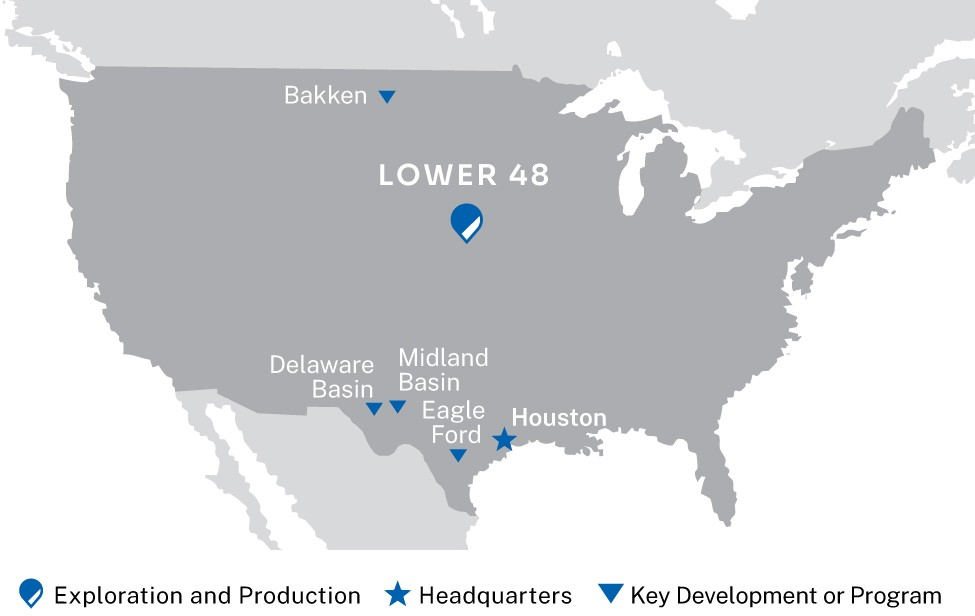 Bakken
LOWER 48
Delaware
Basin
Midland
Basin
Eagle
Ford
Houston
Exploration and Production
Headquarters
Key Development or Program